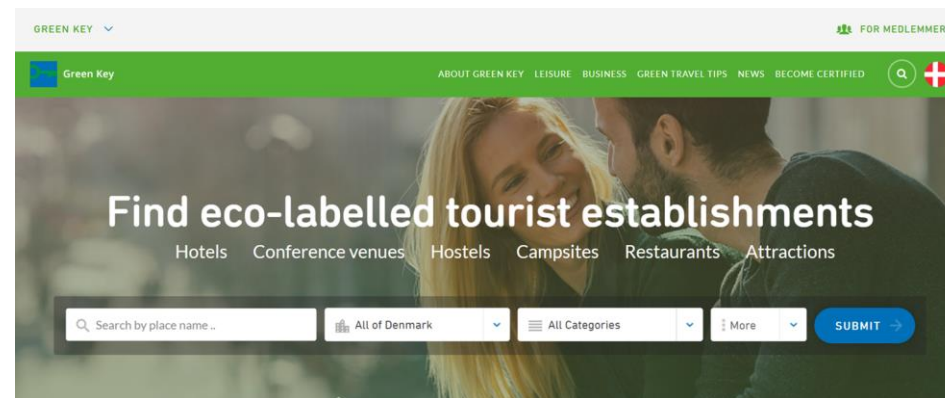 GREEN KEY
FOR MEDLEMMER
Green Key
ABOUT GREEN KEY LEISURE BUSINESS GREEN TRAVEL TIPS NEWS BECOME CERTIFIED
Find eco-labelled tourist establishments
Hotels Conference venues Hostels Campsites Restaurants Attractions
Search by place name .. All of Denmark All Categories More SUBMIT